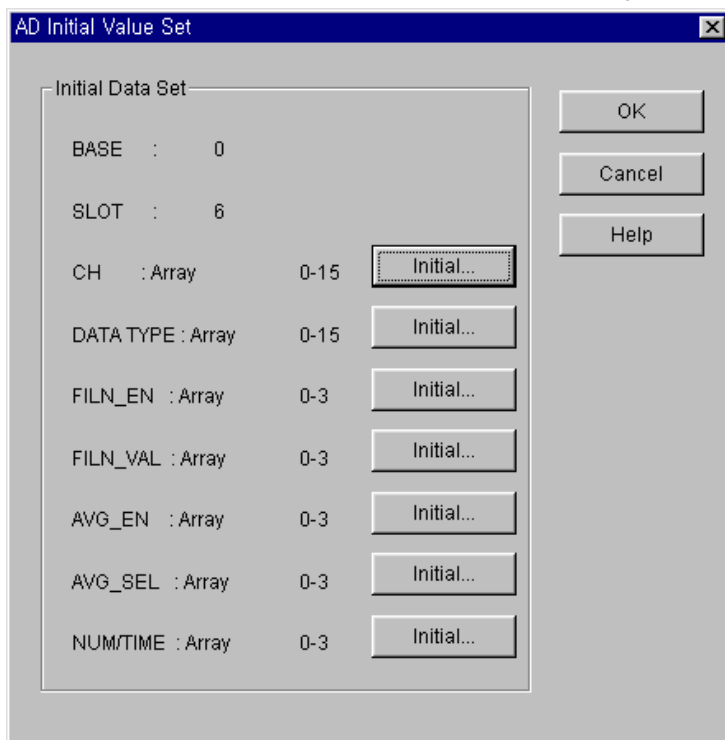 AD Initial Value Set
Initial Data Set
OK
BASE : 0
Cancel
SLOT : 6
Help
CH : Array 0-15 Initial...
DATA TYPE : Array 0-15 Initial...
FILN_EN : Array 0-3 Initial...
FILN_VAL : Array 0-3 Initial...
AVG_EN : Array 0-3 Initial...
AVG_SEL : Array 0-3 Initial...
NUM/TIME : Array 0-3 Initial...